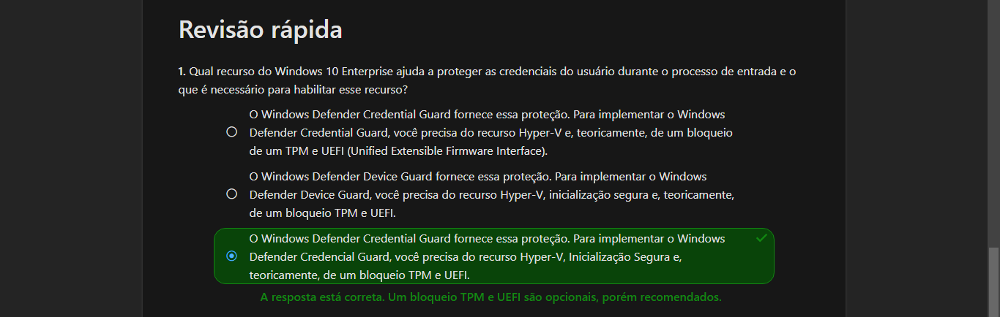 Revisão rápida
1. Qual recurso do Windows 10 Enterprise ajuda a proteger as credenciais do usuário durante o processo de entrada e o
que é necessário para habilitar esse recurso?
O Windows Defender Credential Guard fornece essa proteção. Para implementar o Windows
Defender Credential Guard, você precisa do recurso Hyper-V e, teoricamente, de um bloqueio
de um TPM e UEFI (Unified Extensible Firmware Interface).
O Windows Defender Device Guard fornece essa proteção. Para implementar o Windows
Defender Device Guard, você precisa do recurso Hyper-V, inicialização segura e, teoricamente,
de um bloqueio TPM e UEFI.
O Windows Defender Credential Guard fornece essa proteção. Para implementar o Windows
Defender Credencial Guard, você precisa do recurso Hyper-V, Inicialização Segura e,
teoricamente, de um bloqueio TPM e UEFI.
A resposta está correta. Um bloqueio TPM e UEFI são opcionais, porém recomendados.